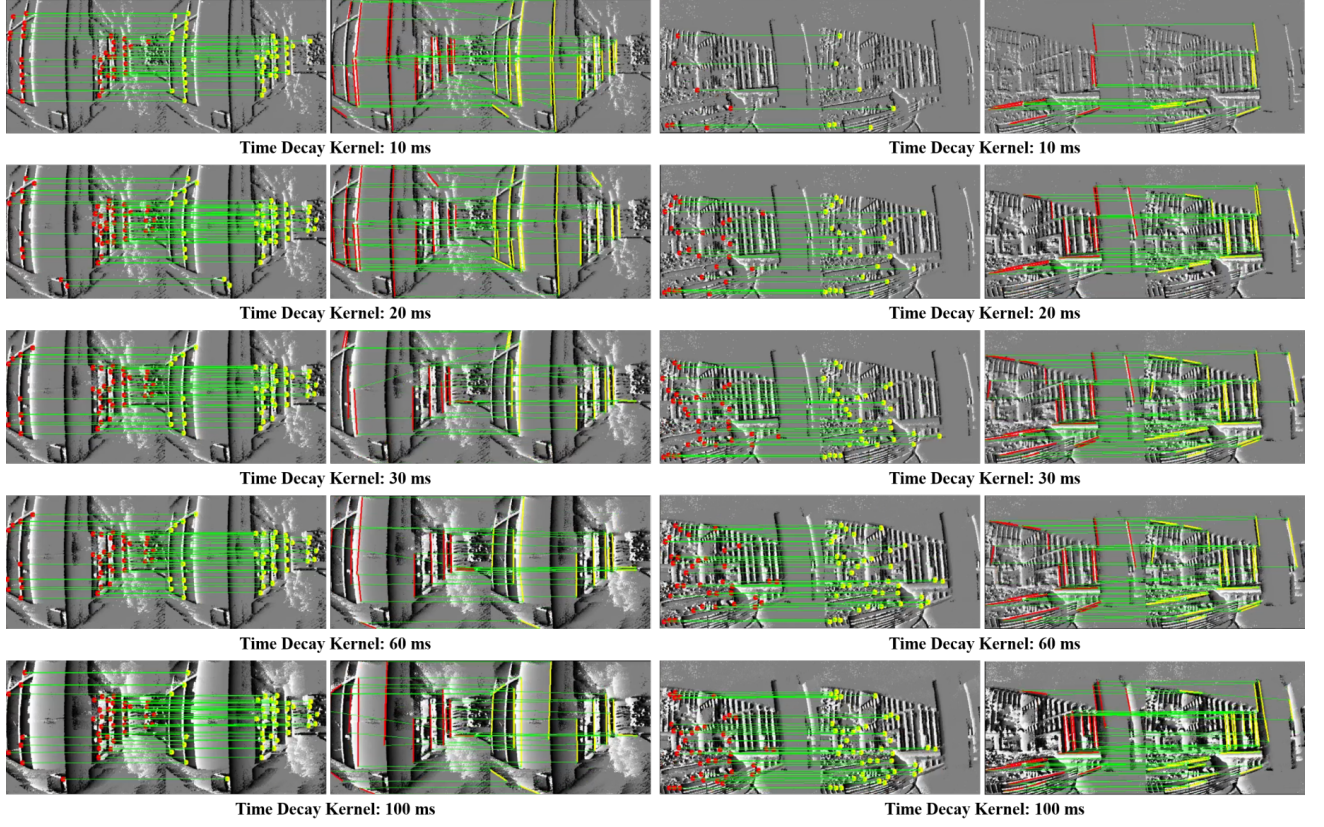 Time Decay Kernel: 10 ms
Time Decay Kernel: 10 ms
Time Decay Kernel: 20 ms
Time Decay Kernel: 20 ms
Time Decay Kernel: 30 ms
Time Decay Kernel: 30 ms
Time Decay Kernel: 60 ms
Time Decay Kernel: 60 ms
Time Decay Kernel: 100 ms
Time Decay Kernel: 100 ms